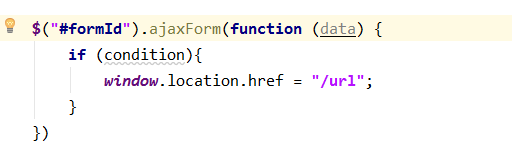 $("#formId").ajaxForm(function (data) {
if (condition){
window.location.href = "/url";
}
})